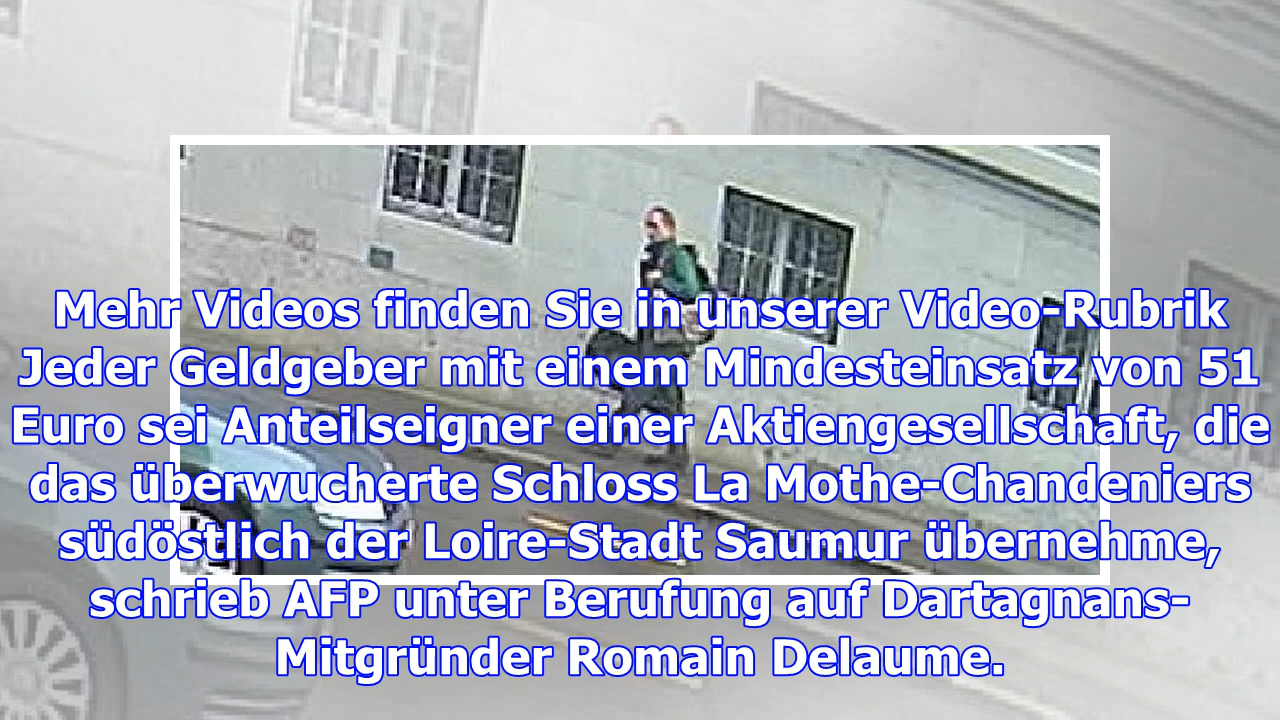 Mehr Videos finden Sie in unserer Video-Rubrik
Jeder Geldgeber mit einem Mindesteinsatz von 51
Euro sei Anteilseigner einer Aktiengesellschaft, die
das überwucherte Schloss La Mothe-Chandeniers
südöstlich der Loire-Stadt Saumur übernehme,
schrieb AFP unter Berufung auf Dartagnans-
Mitgründer Romain Delaume.